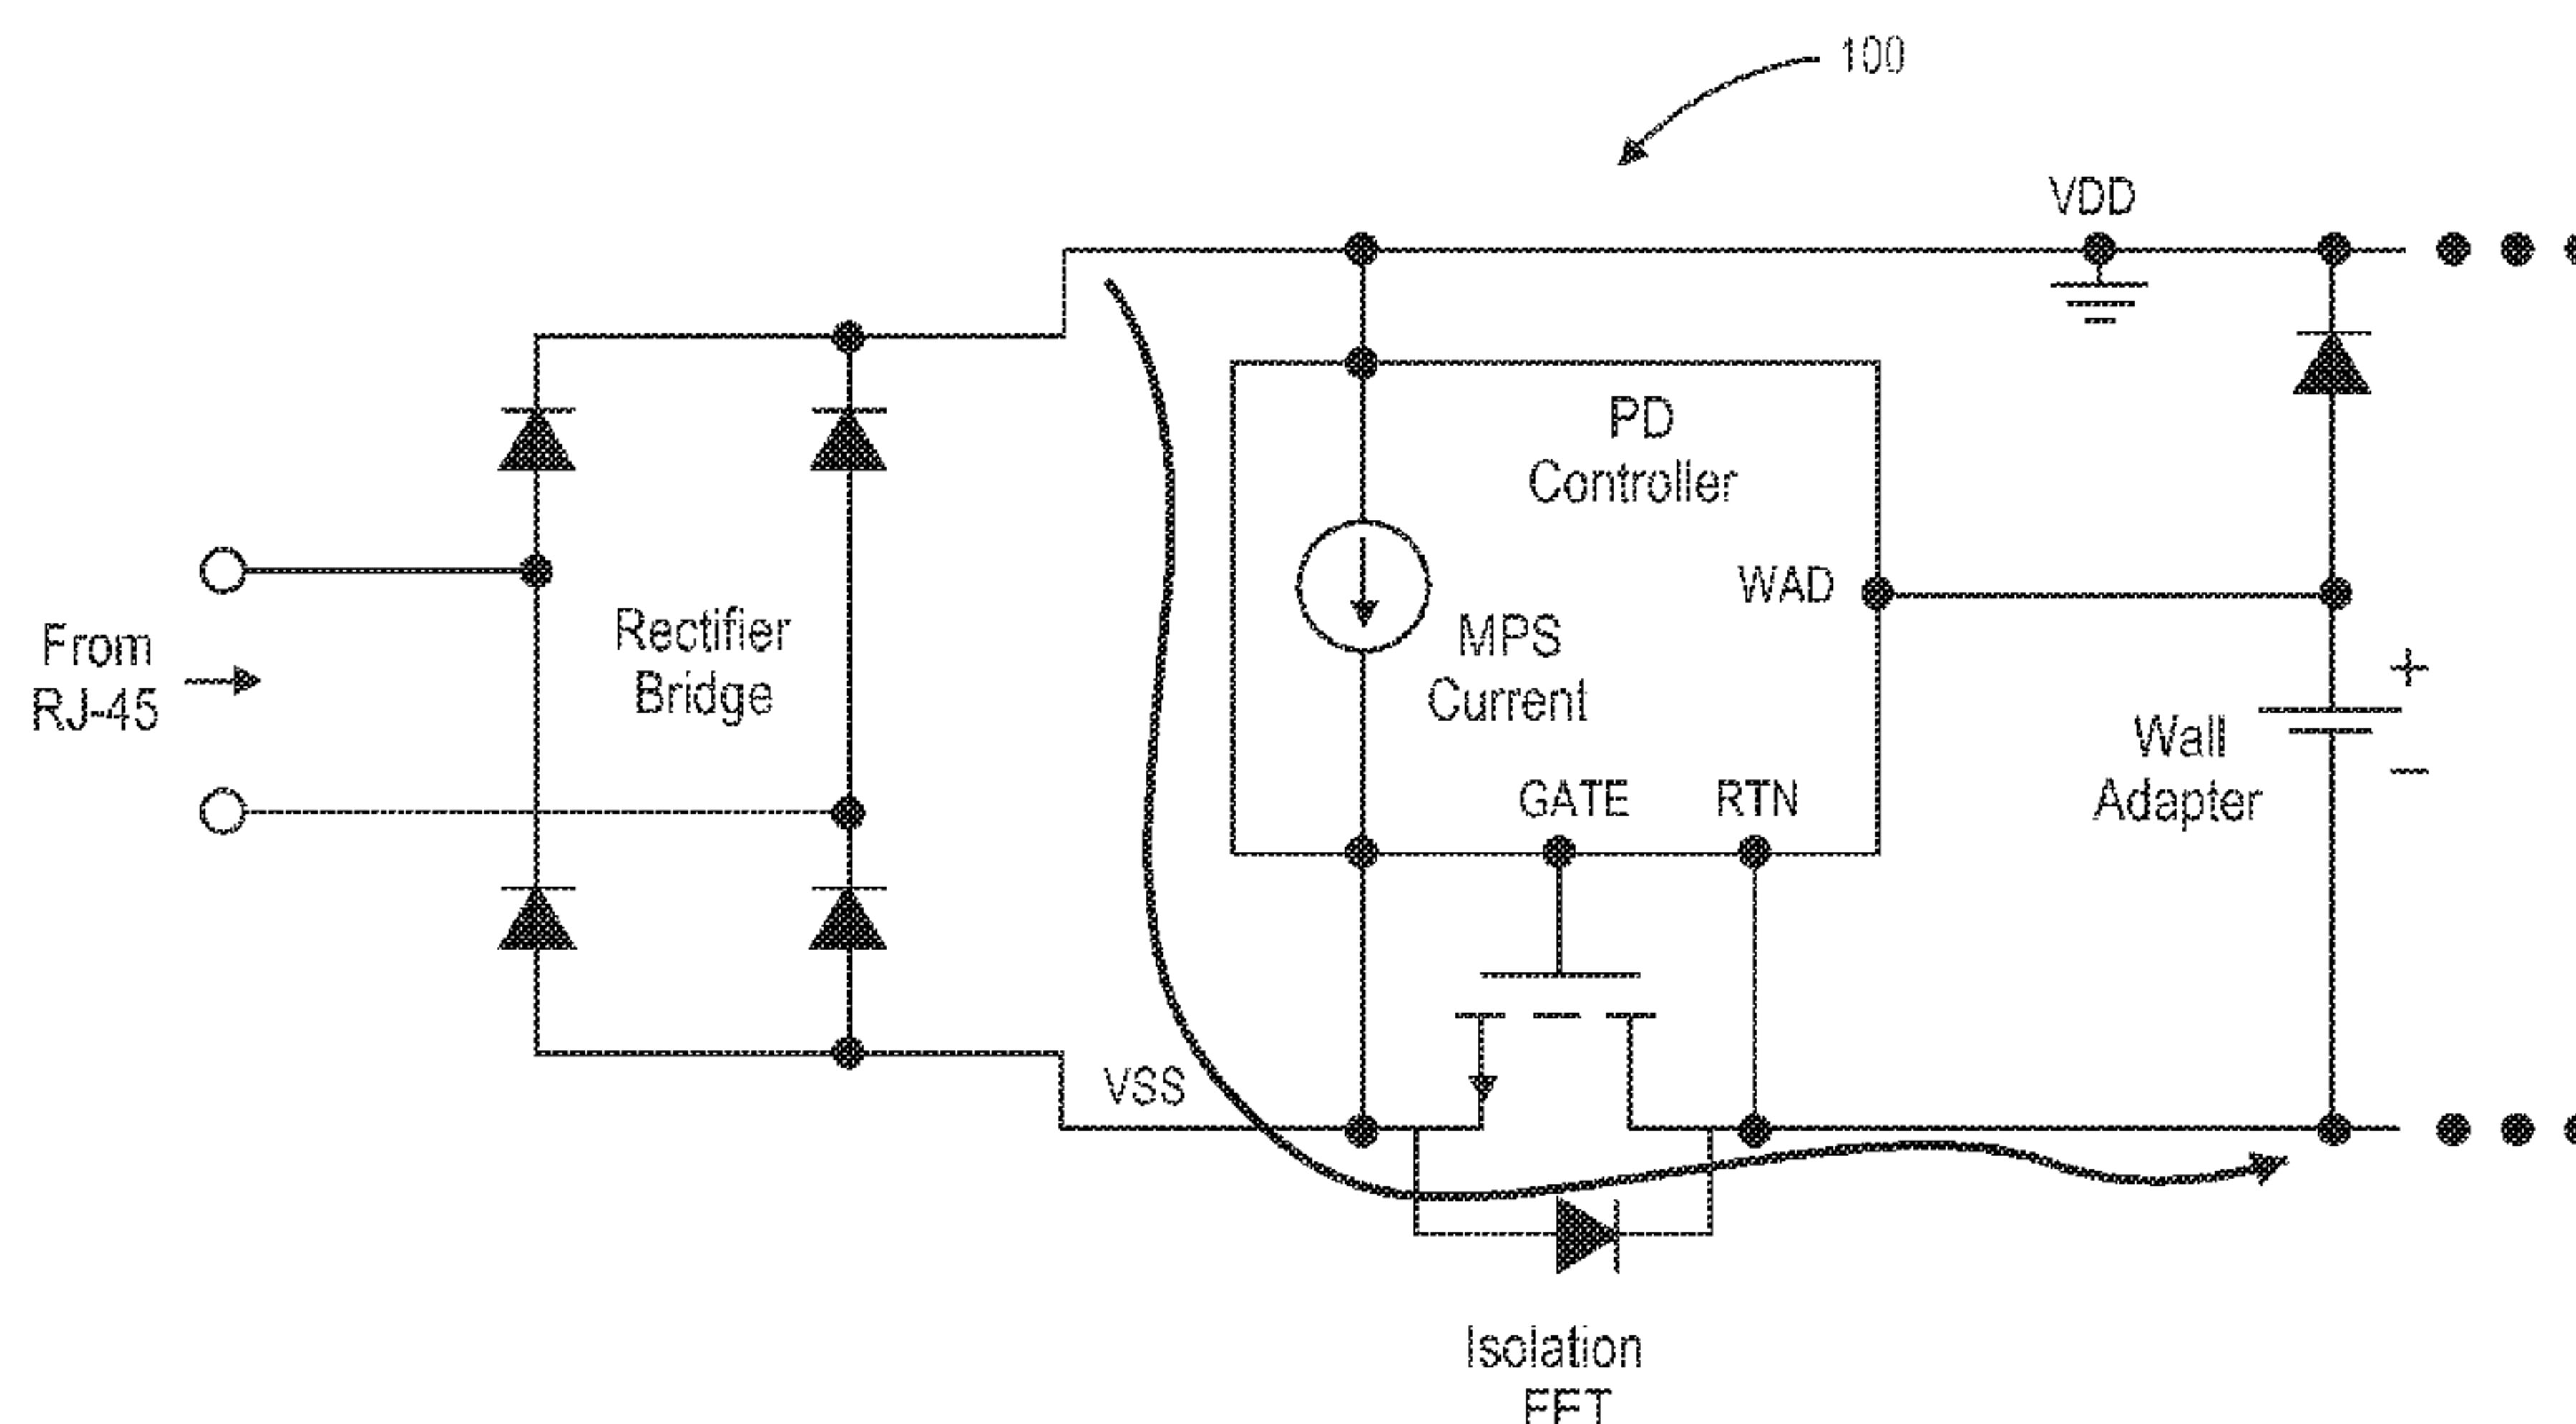 100
VDD
PD
Controller
WAD
MPS
Current
GATE
RTN
From
RJ-45
Rectifier
Bridge
+
Wall
Adapter
−
VSS
Isolation
FET